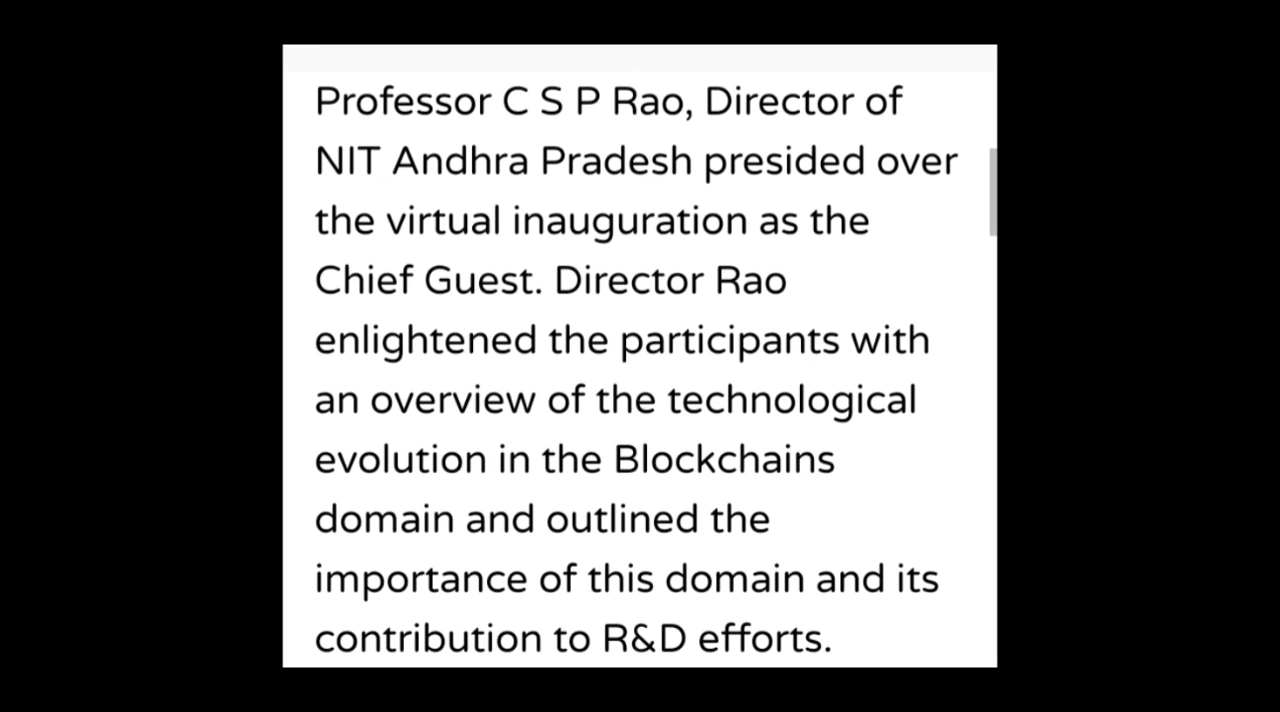 Professor C S P Rao, Director of
NIT Andhra Pradesh presided over
the virtual inauguration as the
Chief Guest. Director Rao
enlightened the participants with
an overview of the technological
evolution in the Blockchains
domain and outlined the
importance of this domain and its
contribution to R&D efforts.